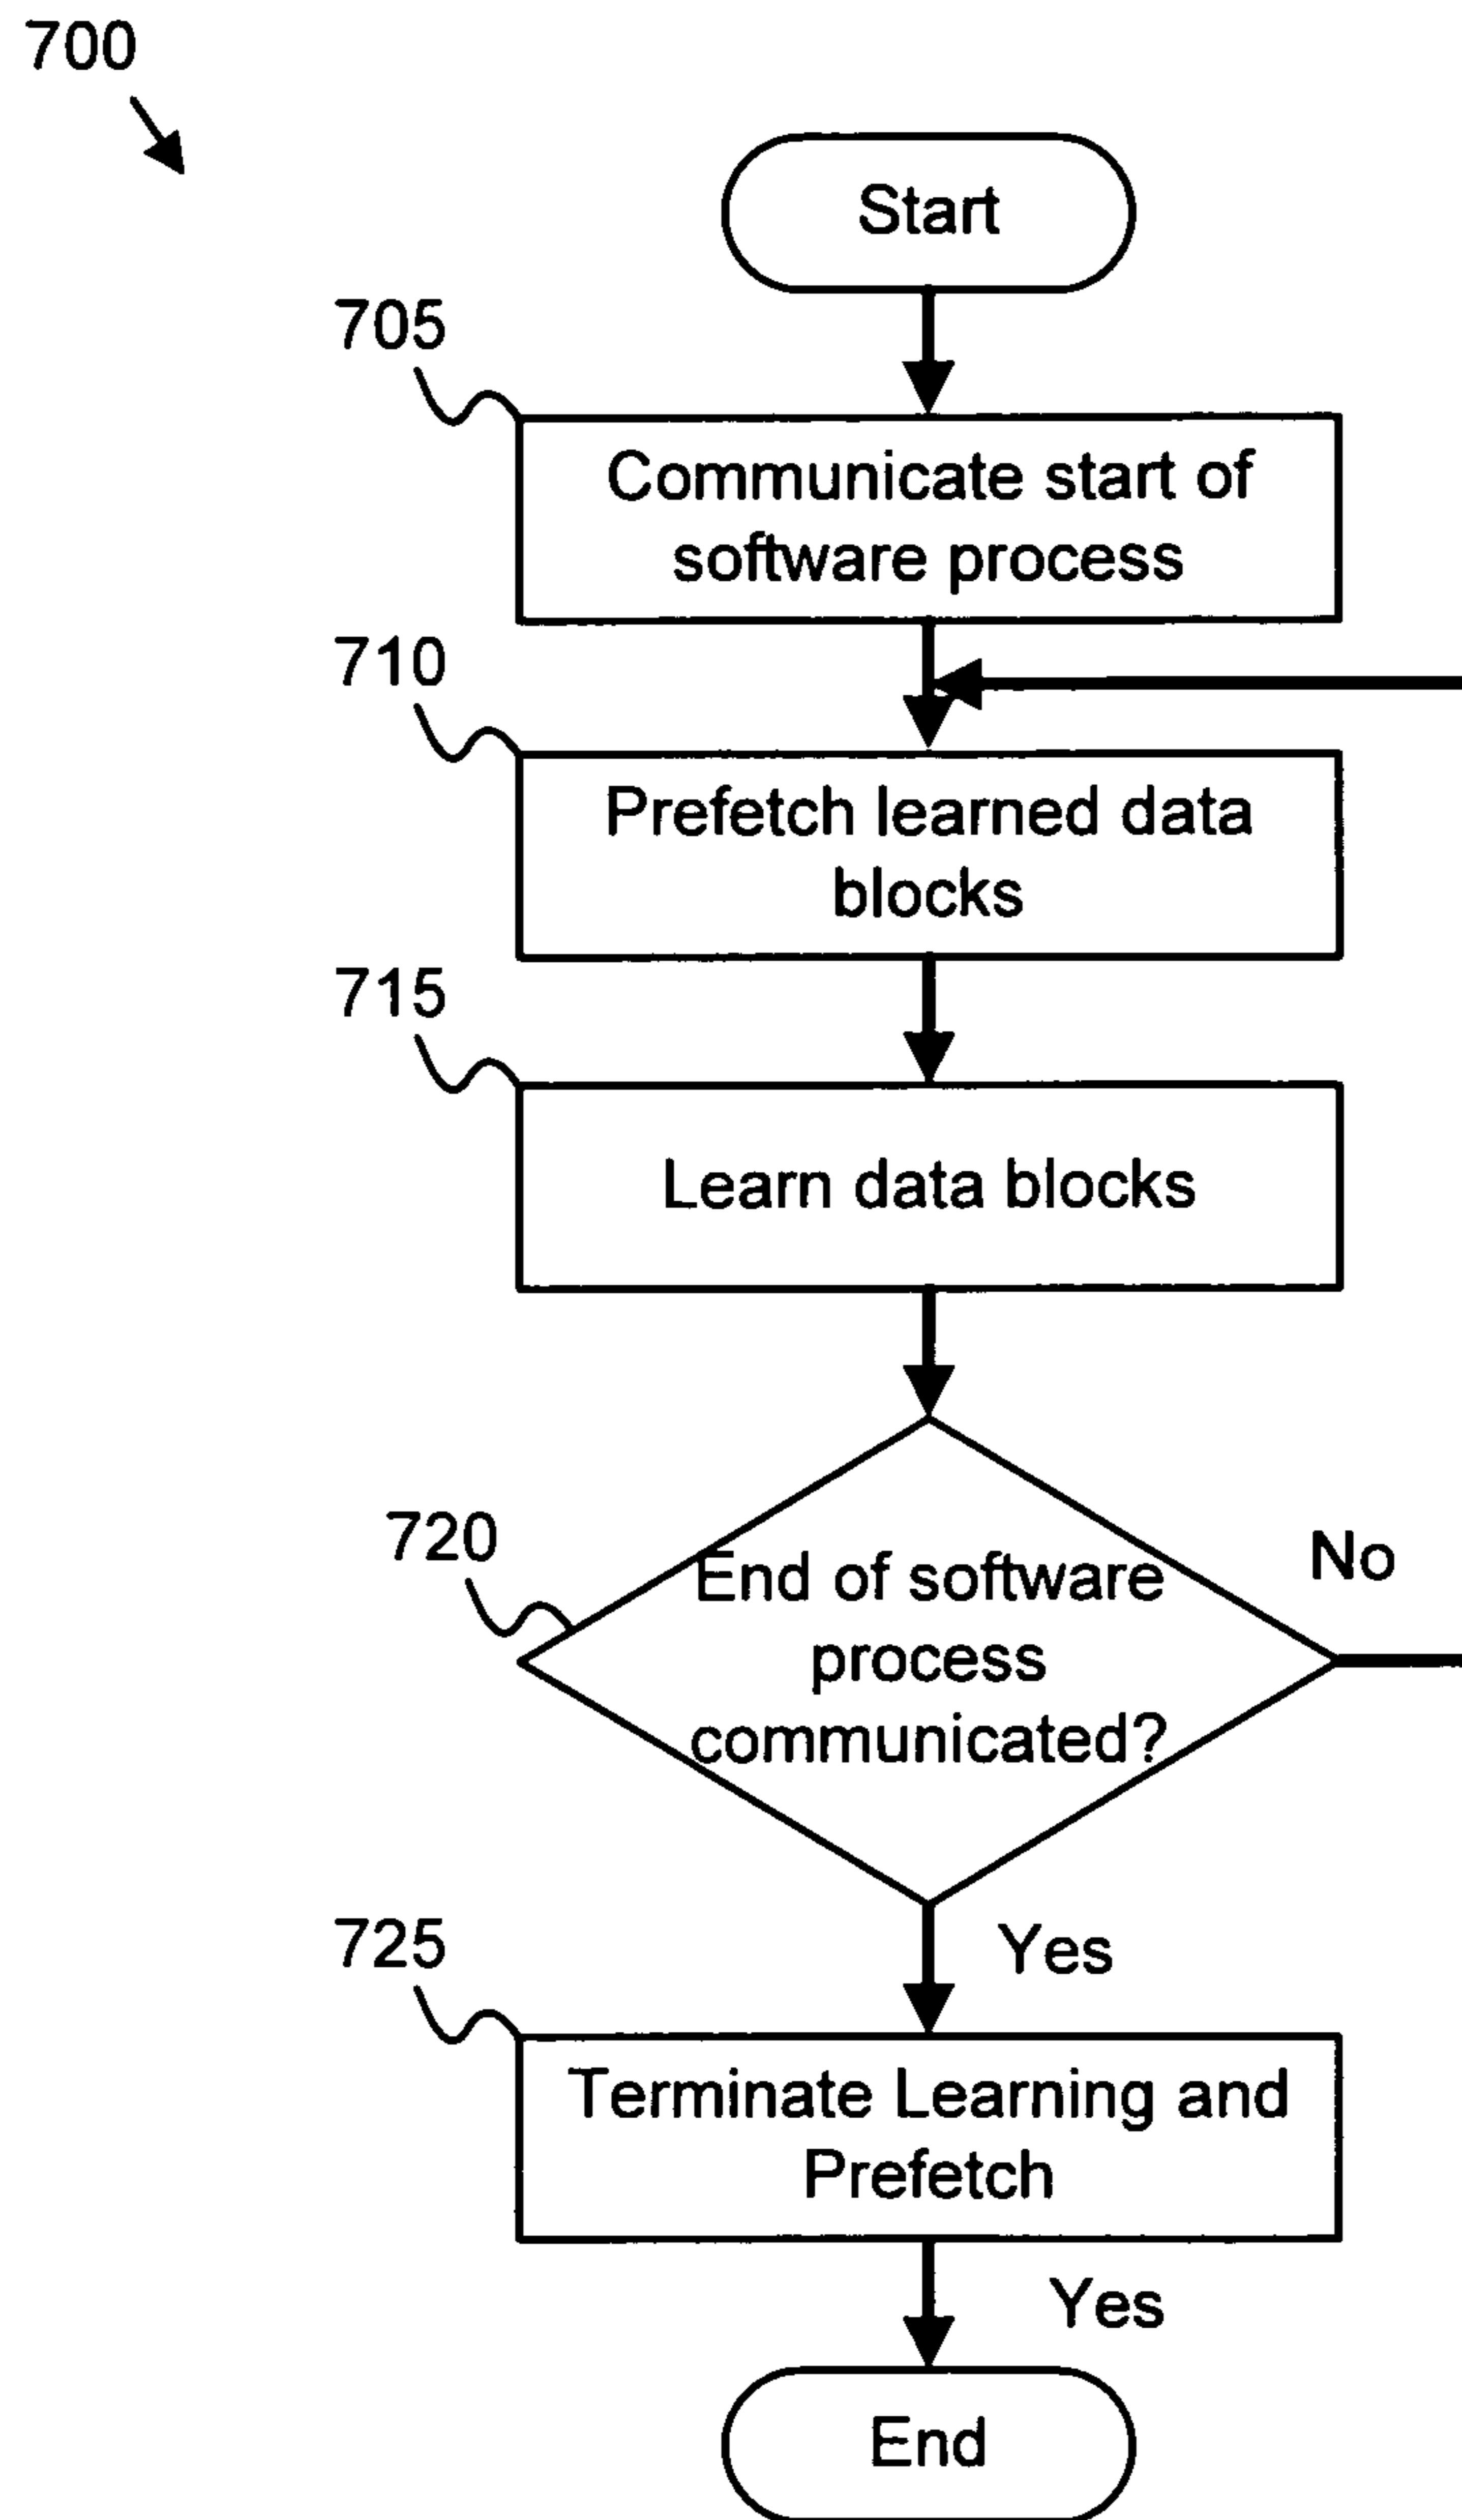 700
Start
705
Communicate start of
software process
710
Prefetch learned data
blocks
715
Learn data blocks
720
End of software
process
communicated?
No
Yes
725
Terminate Learning and
Prefetch
Yes
End